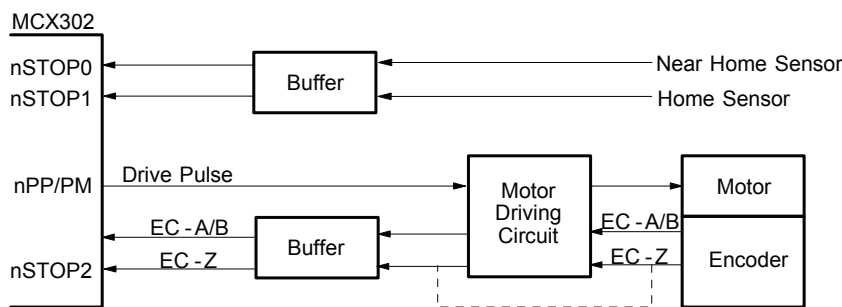 MCX302
nSTOP0
nSTOP1
Buffer
Near Home Sensor
Home Sensor
nPP/PM
Drive Pulse
Motor
Driving
Circuit
Motor
EC-A/B
Buffer
EC-A/B
nSTOP2
EC-Z
EC-Z
Encoder